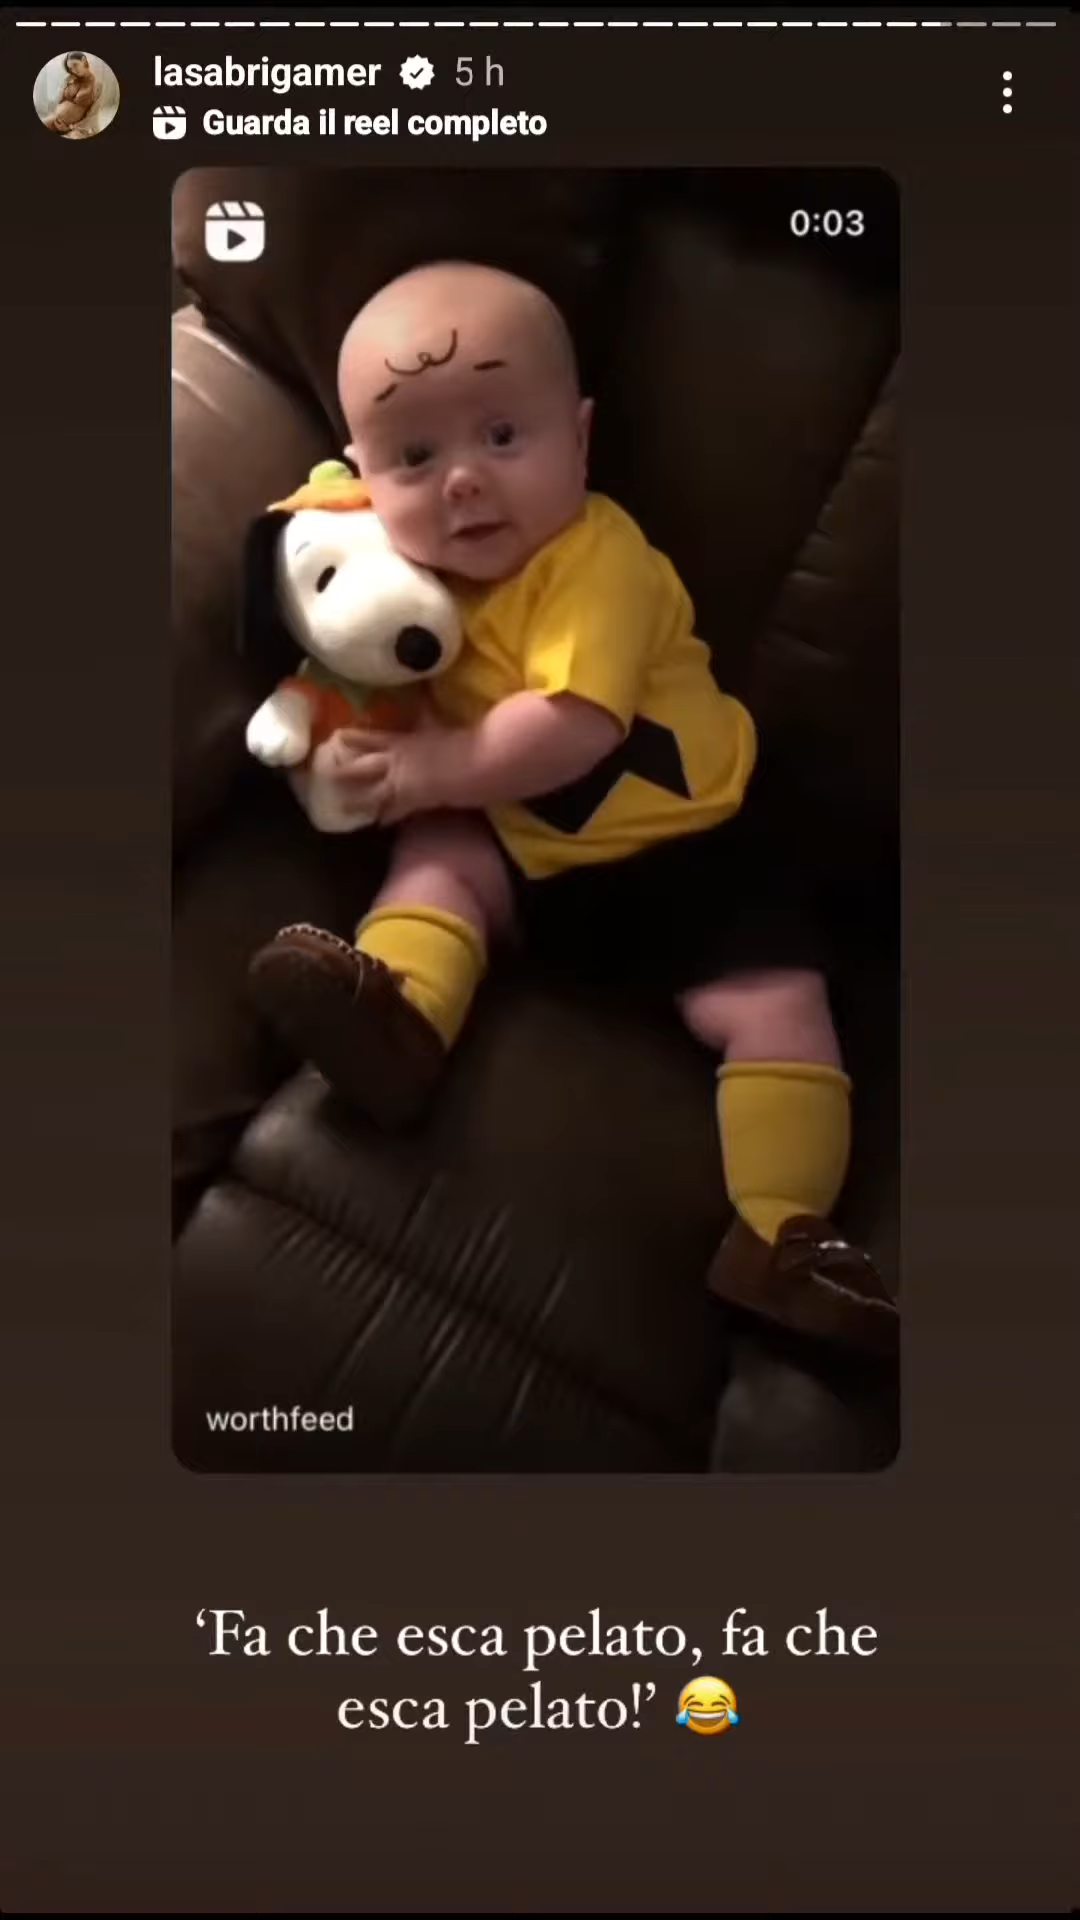 lasabrigamer 5 h
Guarda il reel completo
0:03
worthfeed
‘Fa che esca pelato, fa che
esca pelato!’ 😂